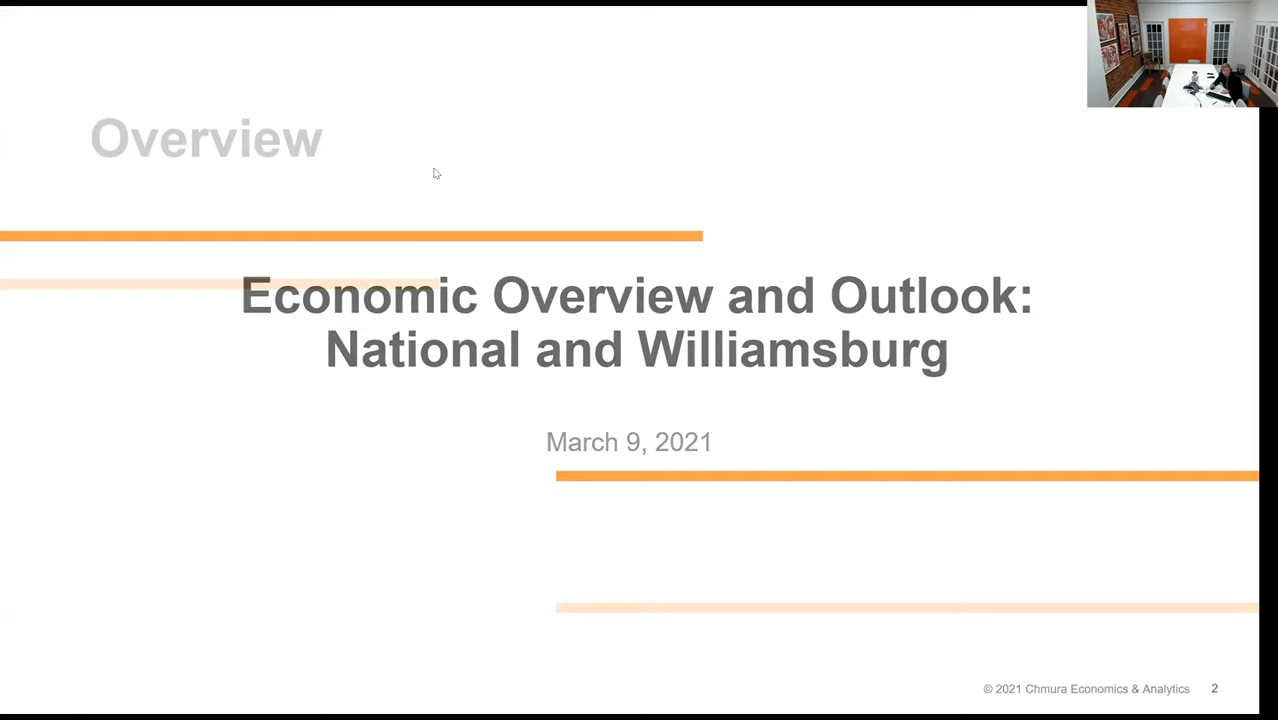 Overview
Economic Overview and Outlook:
National and Williamsburg
March 9, 2021
© 2021 Chmura Economics & Analytics 2